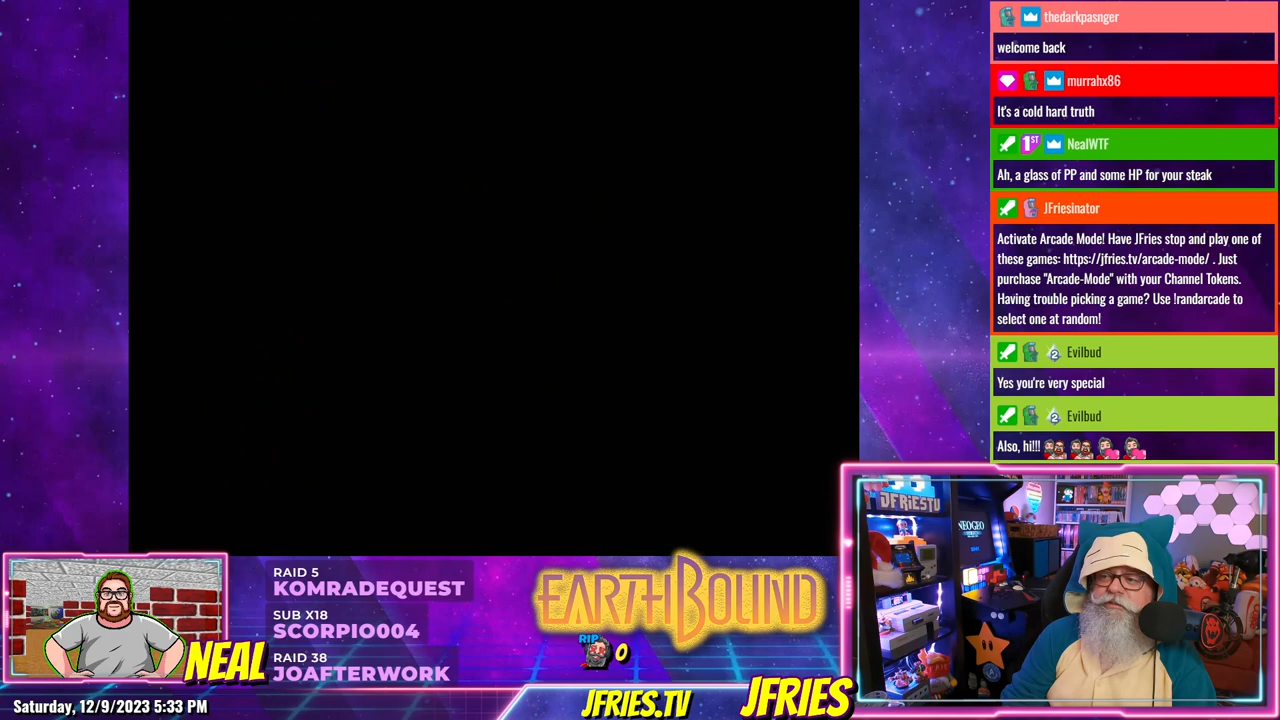 thedarkpasnger
welcome back
murrahx86
It's a cold hard truth
1ST NealWTF
Ah, a glass of PP and some HP for your steak
JFriesinator
Activate Arcade Mode! Have JFries stop and play one of
these games: https://jfries.tv/arcade-mode/ . Just
purchase "Arcade-Mode" with your Channel Tokens.
Having trouble picking a game? Use !randarcade to
select one at random!
2 Evilbud
Yes you're very special
2 Evilbud
Also, hi!!!
JFRIESTV
NEOGEO
RAID 5
KOMRADEQUEST
SUB X18
SCORPIO004
RAID 38
JOAFTERWORK
EARTHBOUND
RIP
0
NEAL
JFRIES.TV
JFRIES
Saturday, 12/9/2023 5:33 PM